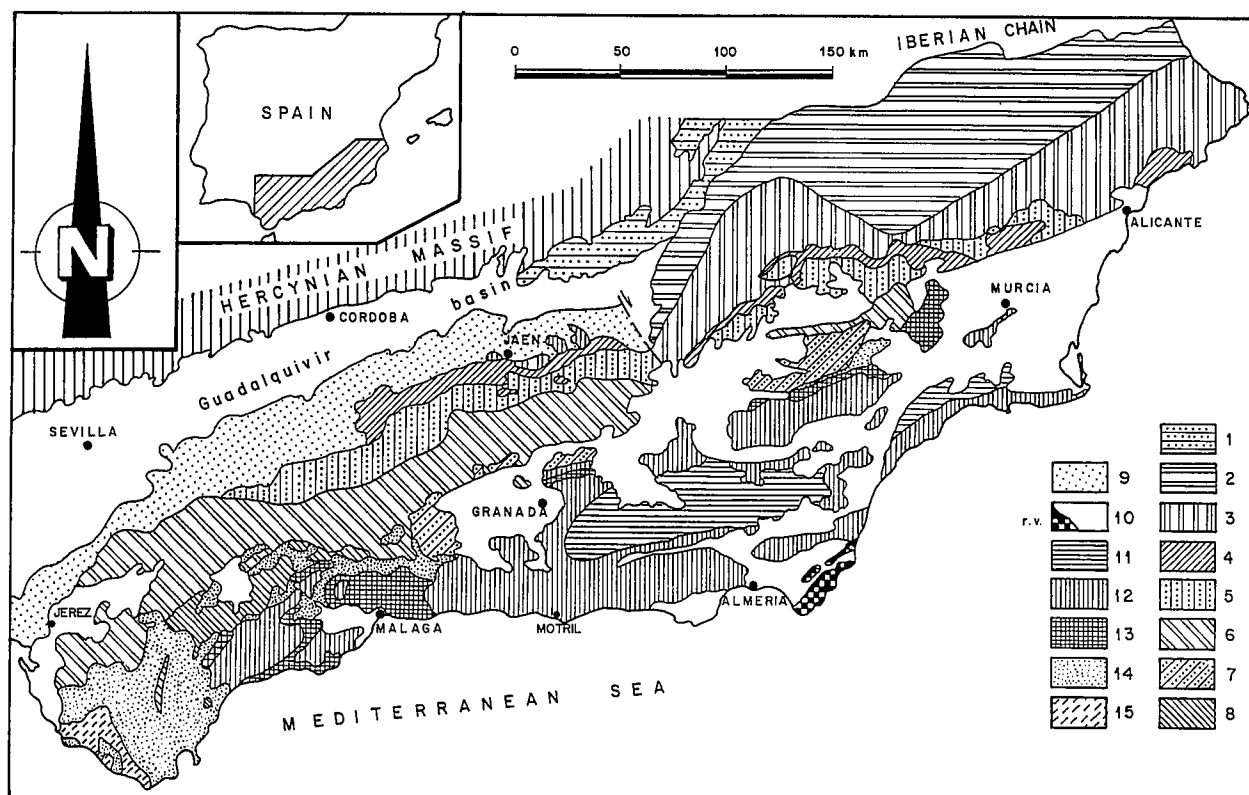 0 50 100 150 km
IBERIAN CHAIN
SPAIN
N
HERCYNIAN MASSIF
CORDOBA
Guadalquivir basin
JAEN
SEVILLA
ALICANTE
MURCIA
GRANADA
JEREZ
MALAGA
MOTRIL
ALMERIA
MEDITERRANEAN SEA
1
9 2
r.v. 10 3
11 4
12 5
13 6
14 7
15 8